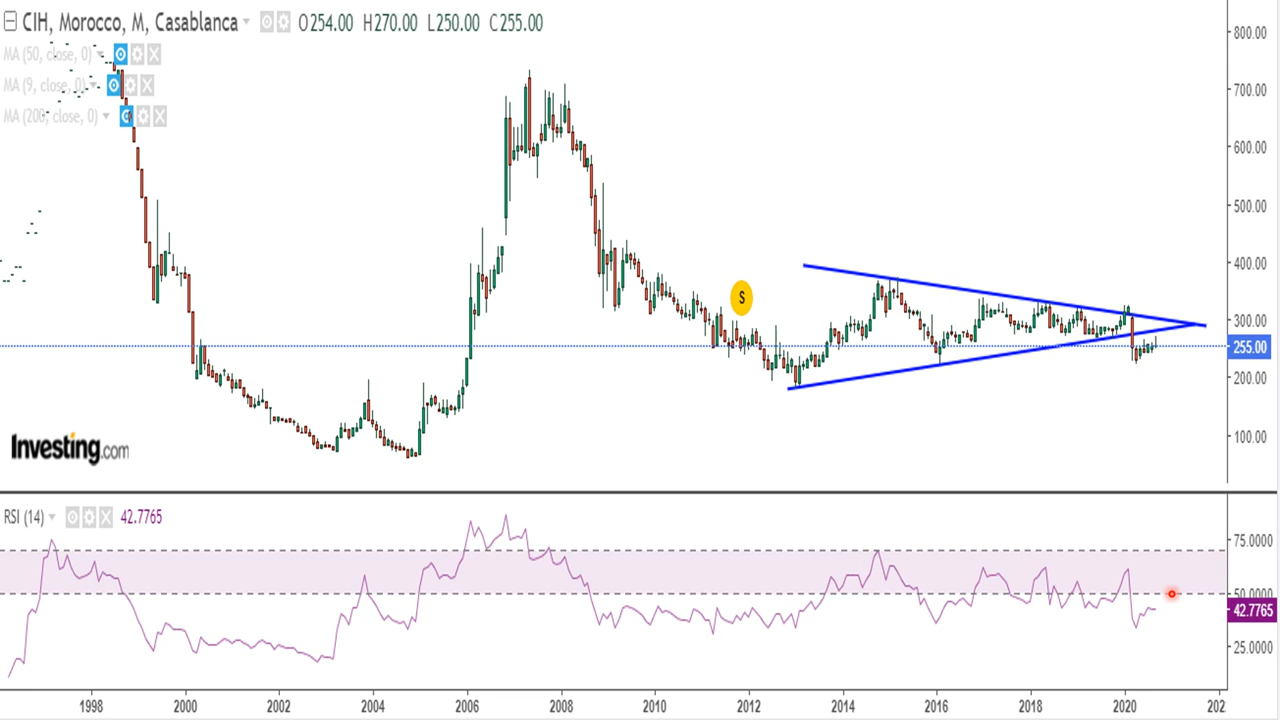 CIH, Morocco, M, Casablanca O254.00 H270.00 L250.00 C255.00
MA (50, close, 0)
MA (9, close, 0)
MA (200, close, 0)
800.00
700.00
600.00
500.00
400.00
300.00
255.00
200.00
100.00
S
Investing.com
RSI (14) 42.7765
75.0000
50.0000
42.7765
25.0000
1998 2000 2002 2004 2006 2008 2010 2012 2014 2016 2018 2020 202